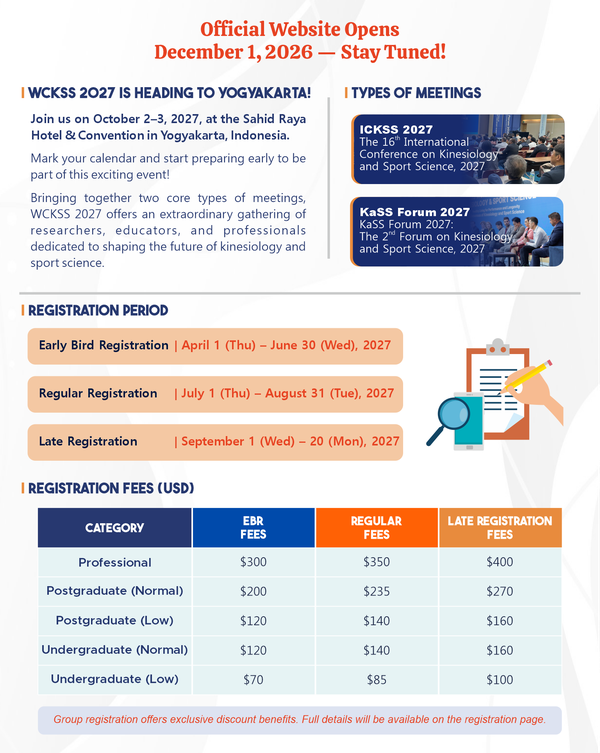 Official Website Opens
December 1, 2026 — Stay Tuned!
WCKSS 2027 IS HEADING TO YOGYAKARTA!
Join us on October 2–3, 2027, at the Sahid Raya
Hotel & Convention in Yogyakarta, Indonesia.
Mark your calendar and start preparing early to be
part of this exciting event!
Bringing together two core types of meetings,
WCKSS 2027 offers an extraordinary gathering of
researchers, educators, and professionals
dedicated to shaping the future of kinesiology and
sport science.
TYPES OF MEETINGS
ICKSS 2027
The 16th International
Conference on Kinesiology
and Sport Science, 2027
KaSS Forum 2027
KaSS Forum 2027:
The 2nd Forum on Kinesiology
and Sport Science, 2027
REGISTRATION PERIOD
Early Bird Registration | April 1 (Thu) – June 30 (Wed), 2027
Regular Registration | July 1 (Thu) – August 31 (Tue), 2027
Late Registration | September 1 (Wed) – 20 (Mon), 2027
REGISTRATION FEES (USD)
CATEGORY EBR FEES REGULAR FEES LATE REGISTRATION FEES
Professional $300 $350 $400
Postgraduate (Normal) $200 $235 $270
Postgraduate (Low) $120 $140 $160
Undergraduate (Normal) $120 $140 $160
Undergraduate (Low) $70 $85 $100
Group registration offers exclusive discount benefits. Full details will be available on the registration page.